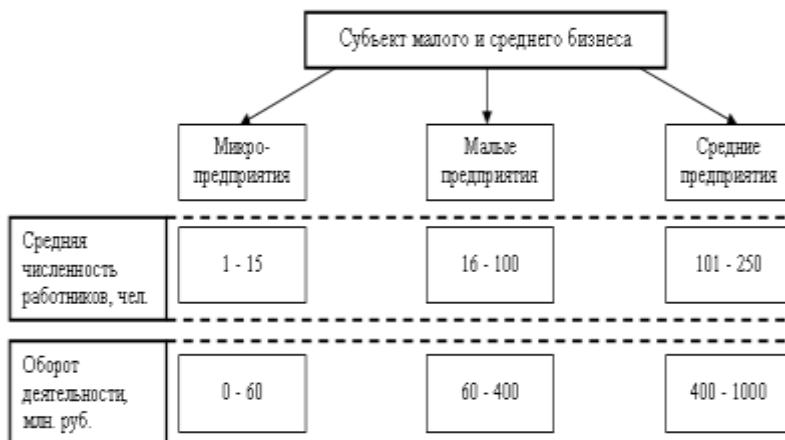 Субъект малого и среднего бизнеса
Микро-
предприятия
Малые
предприятия
Средние
предприятия
Средняя
численность
работников, чел.
1 - 15
16 - 100
101 - 250
Оборот
деятельности,
млн. руб.
0 - 60
60 - 400
400 - 1000